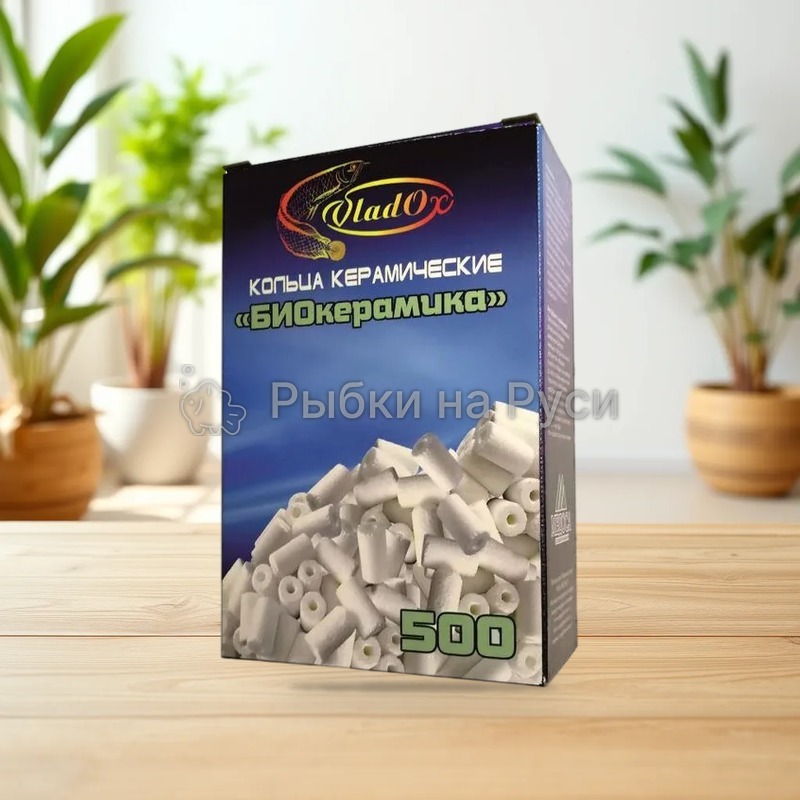 VladOx
КОЛЬЦА КЕРАМИЧЕСКИЕ
«БИОкерамика»
Рыбки на Руси
500